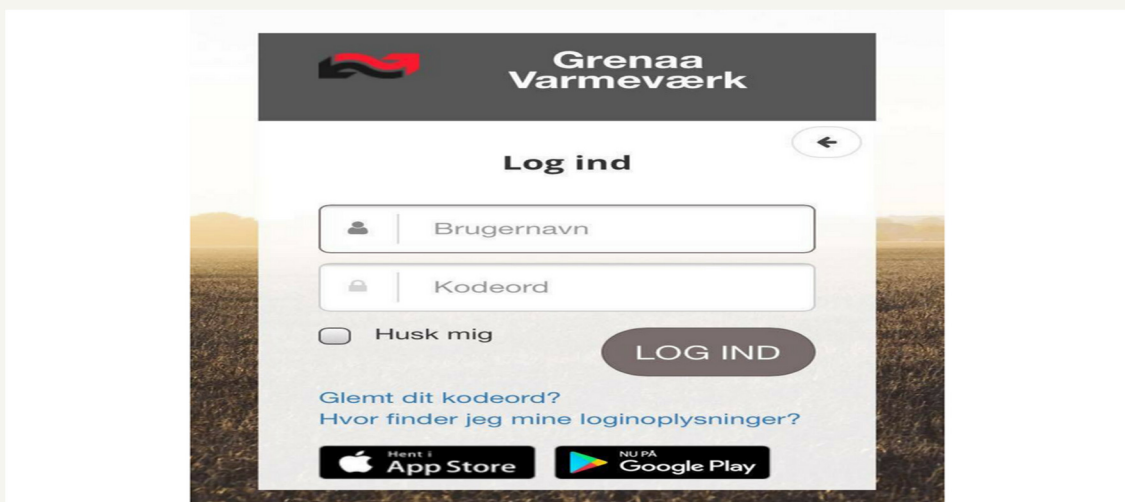 Grenaa
Varmeværk
Log ind
Brugernavn
Kodeord
Husk mig
LOG IND
Glemt dit kodeord?
Hvor finder jeg mine loginoplysninger?
Hent i
App Store
NU PÅ
Google Play